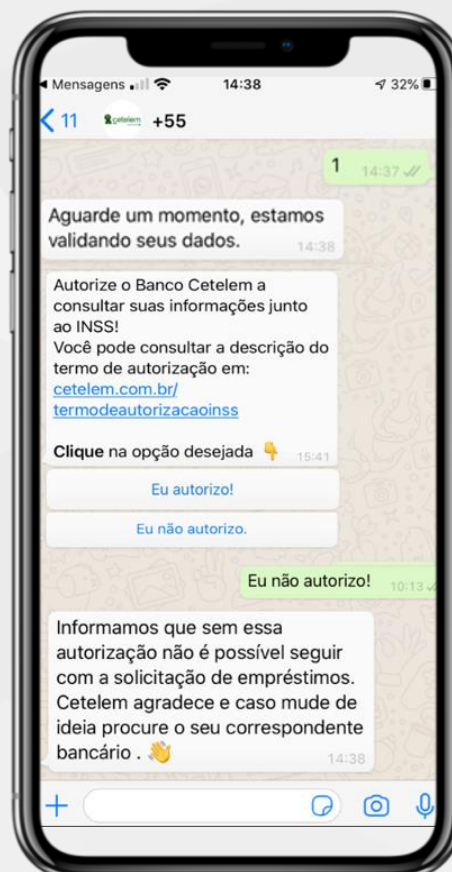 Mensagens
14:38
32%
11
cetelem
+55
1
14:37
Aguarde um momento, estamos
validando seus dados.
14:38
Autorize o Banco Cetelem a
consultar suas informações junto
ao INSS!
Você pode consultar a descrição do
termo de autorização em:
cetelem.com.br/
termodeautorizacaoinss
Clique na opção desejada 👇
15:41
Eu autorizo!
Eu não autorizo.
Eu não autorizo!
10:13
Informamos que sem essa
autorização não é possível seguir
com a solicitação de empréstimos.
Cetelem agradece e caso mude de
ideia procure o seu correspondente
bancário . 👋
14:38